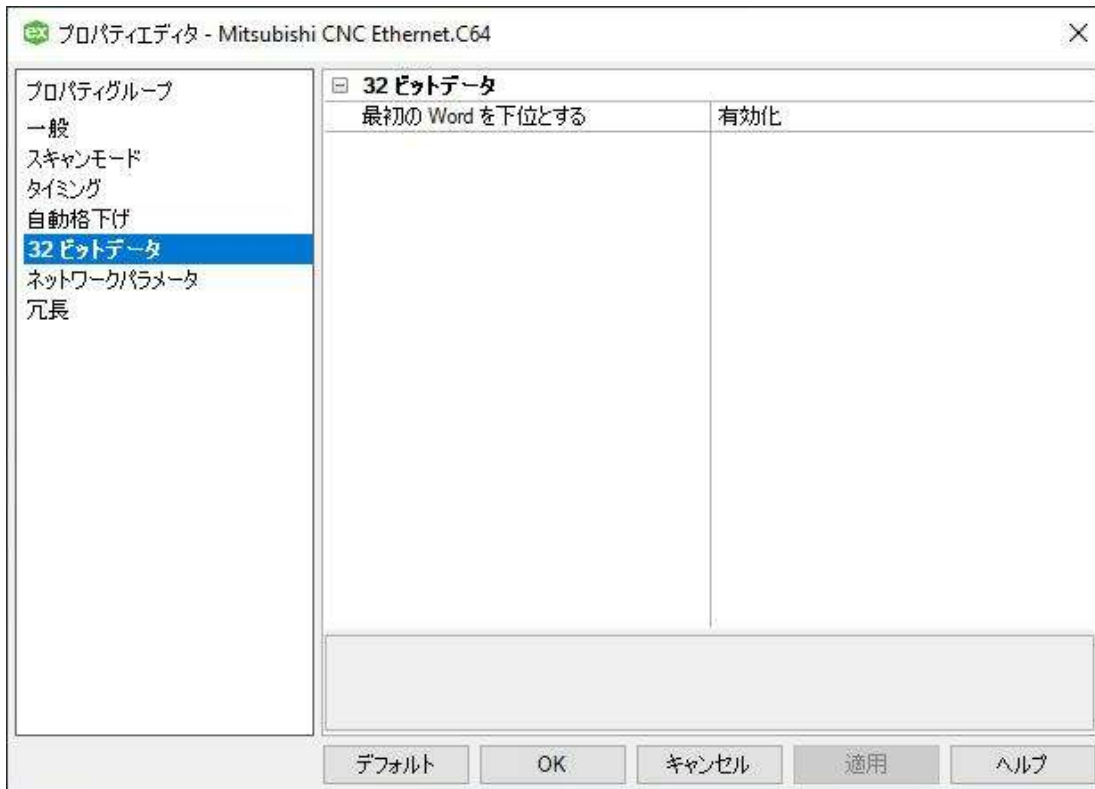 ex プロパティエディタ - Mitsubishi CNC Ethernet.C64
プロパティグループ
一般
スキャンモード
タイミング
自動格下げ
32 ビットデータ
ネットワークパラメータ
冗長
32 ビットデータ
最初の Word を下位とする 有効化
デフォルト OK キャンセル 適用 ヘルプ